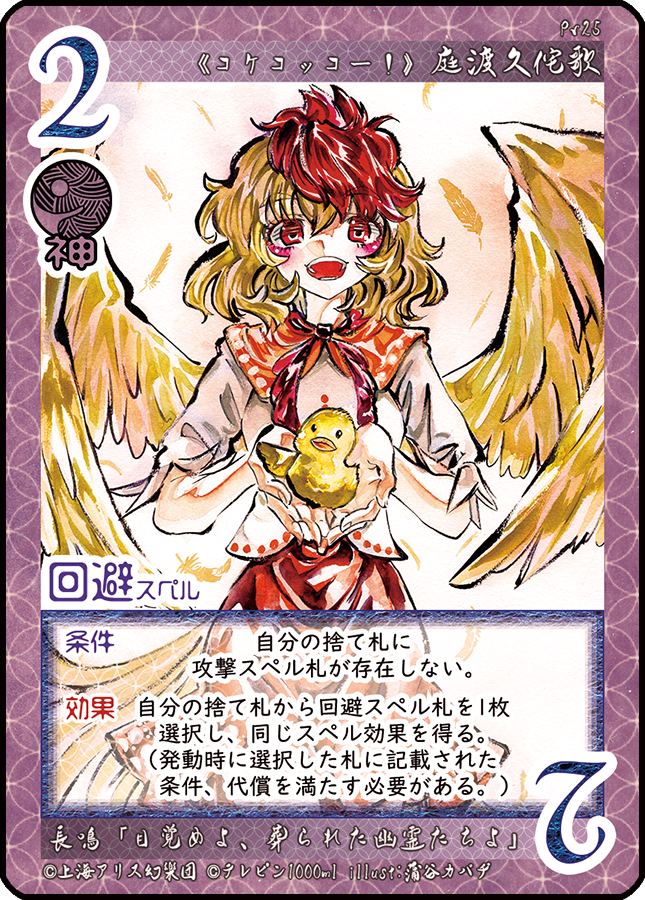 Pr25
2
《コケコッコー!》 庭渡久侘歌
神
回避スペル
条件 自分の捨て札に
攻撃スペル札が存在しない。
効果 自分の捨て札から回避スペル札を1枚
選択し、同じスペル効果を得る。
(発動時に選択した札に記載された
条件、代償を満たす必要がある。)
2
長鳴「目覚めよ、葬られた幽霊たちよ」
©上海アリス幻樂団 ©テレピン1000ml illust:蒲谷カバヂ